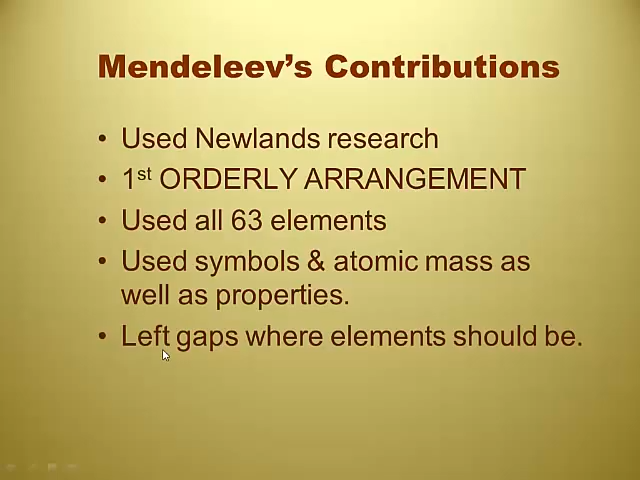 Mendeleev's Contributions
• Used Newlands research
• 1st ORDERLY ARRANGEMENT
• Used all 63 elements
• Used symbols & atomic mass as
well as properties.
• Left gaps where elements should be.